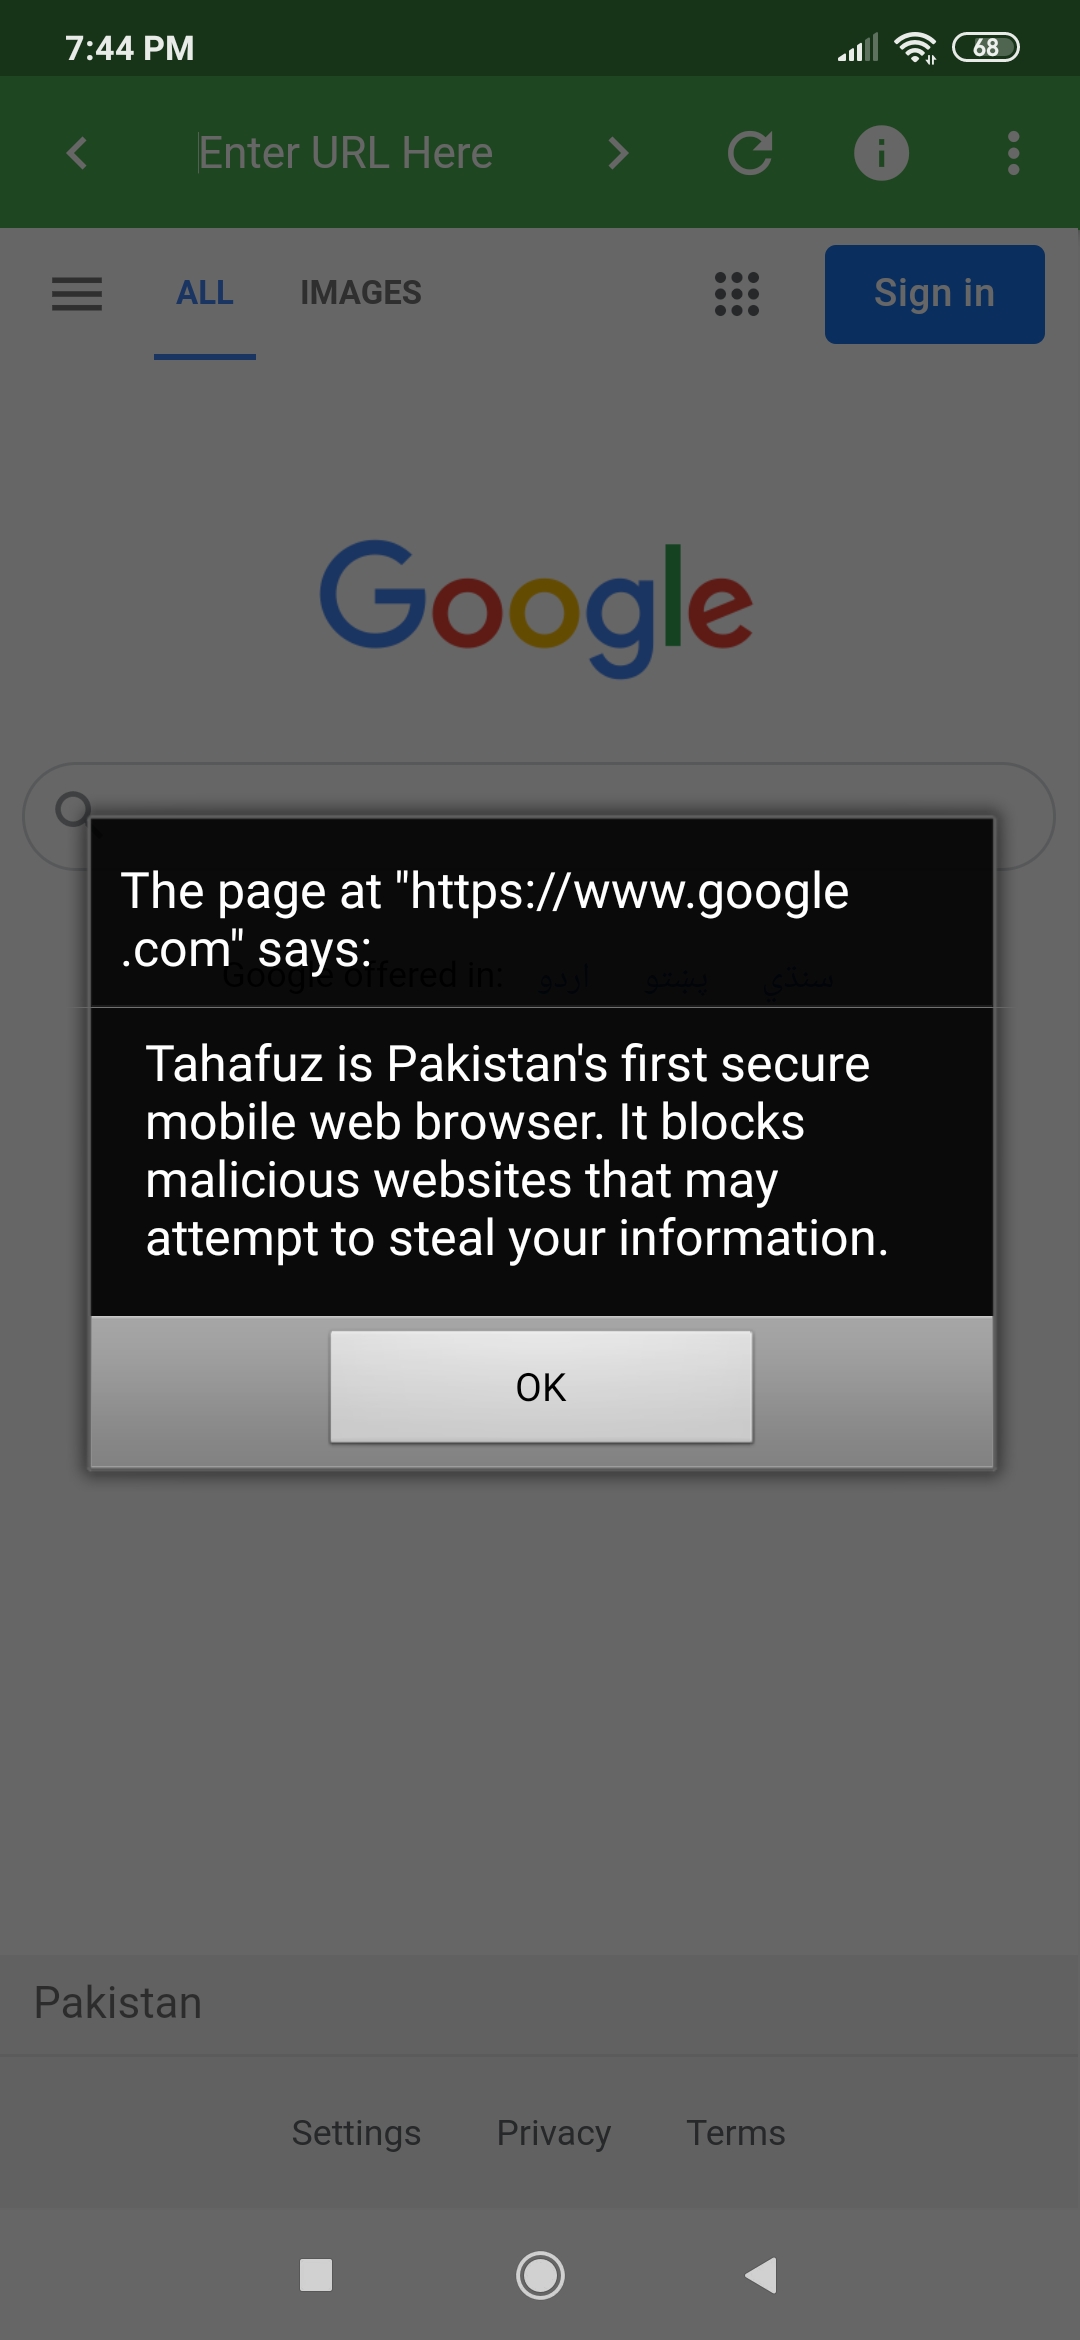 7:44 PM
68
Enter URL Here
ALL IMAGES
Sign in
Google
The page at "https://www.google
.com" says:
Google offered in: اردو پښتو سنڌي
Tahafuz is Pakistan's first secure
mobile web browser. It blocks
malicious websites that may
attempt to steal your information.
OK
Pakistan
Settings Privacy Terms